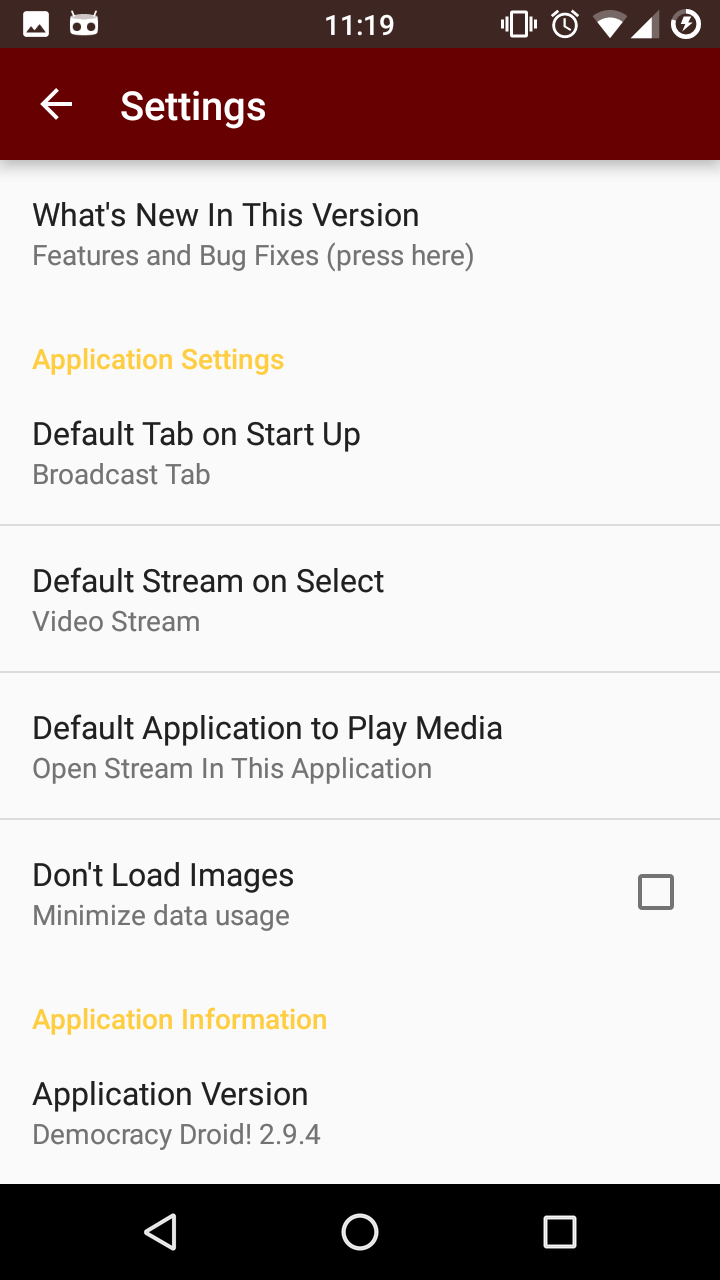 11:19
Settings
What's New In This Version
Features and Bug Fixes (press here)
Application Settings
Default Tab on Start Up
Broadcast Tab
Default Stream on Select
Video Stream
Default Application to Play Media
Open Stream In This Application
Don't Load Images
Minimize data usage
Application Information
Application Version
Democracy Droid! 2.9.4